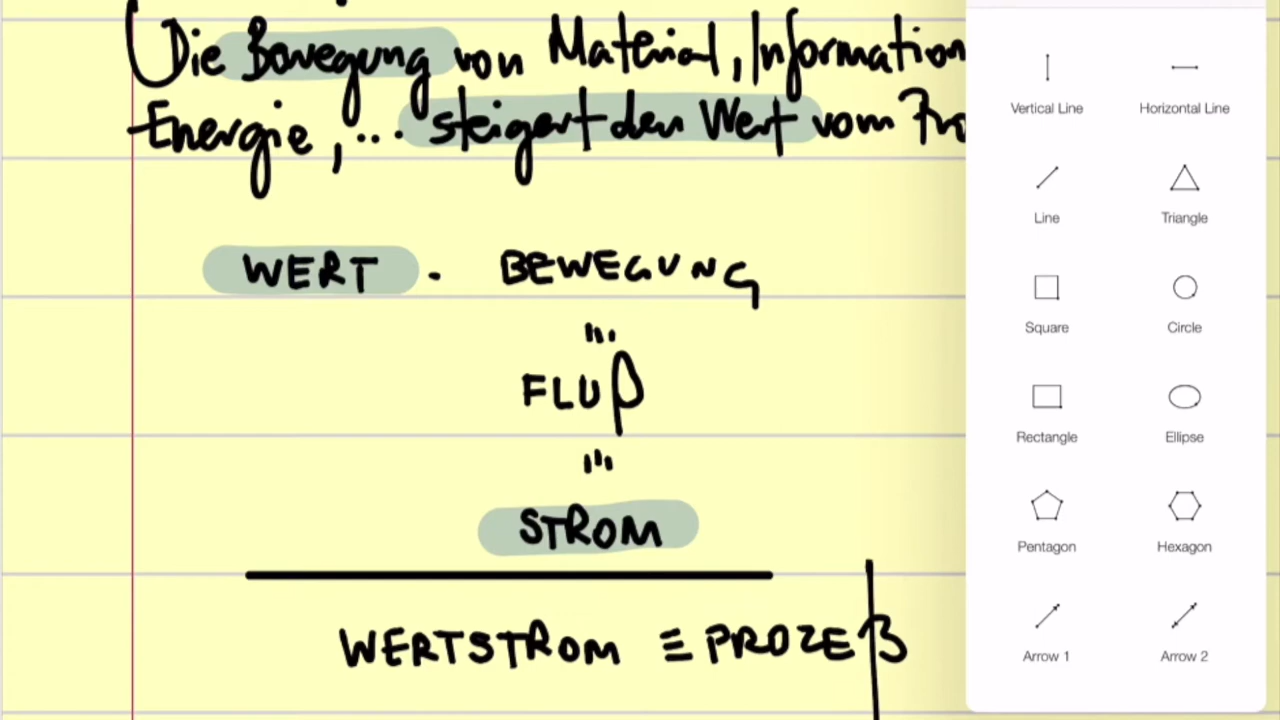 Die Bewegung von Material, Information
Energie, ... steigert den Wert vom
WERT - BEWEGUNG
"
FLUß
"
STROM
WERTSTROM ≡ PROZEß
Vertical Line
Horizontal Line
Line
Triangle
Square
Circle
Rectangle
Ellipse
Pentagon
Hexagon
Arrow 1
Arrow 2